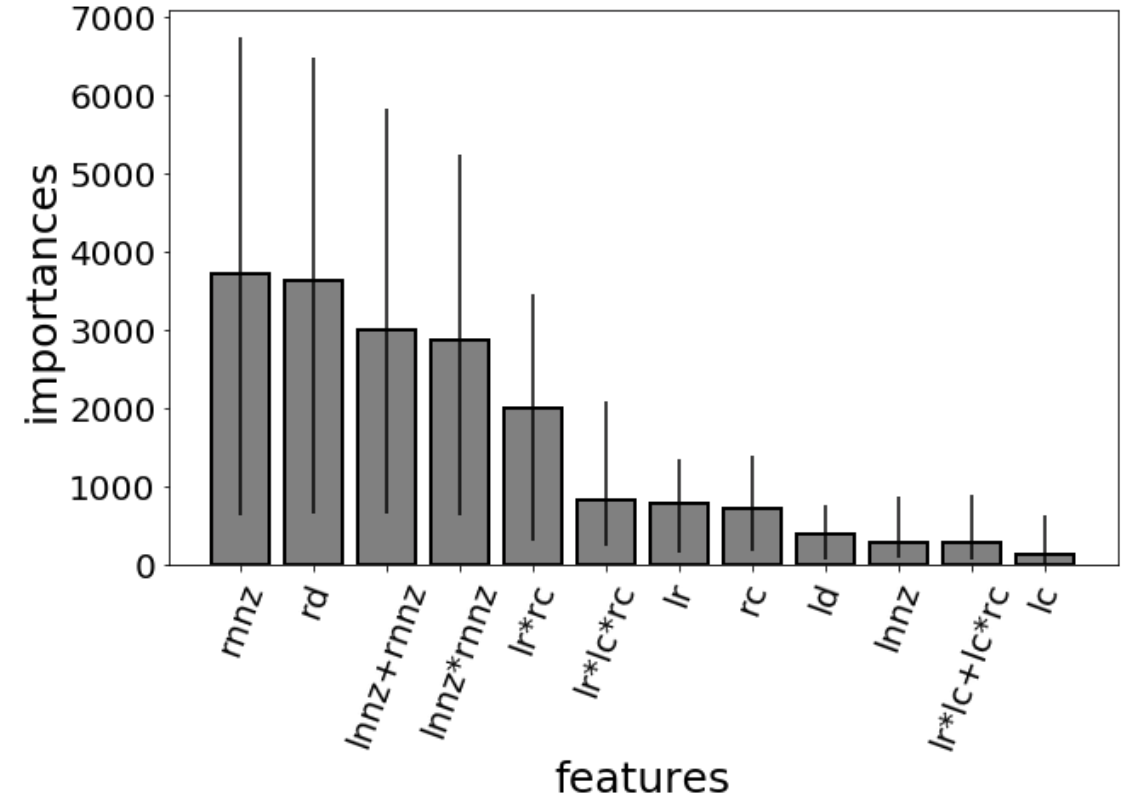 7000
6000
5000
4000
3000
2000
1000
0
importances
rnnz
rd
lnnz+rnnz
lnnz*rnnz
lr*rc
lr*lc*rc
lr
rc
ld
lnnz
lr*lc+lc*rc
lc
features